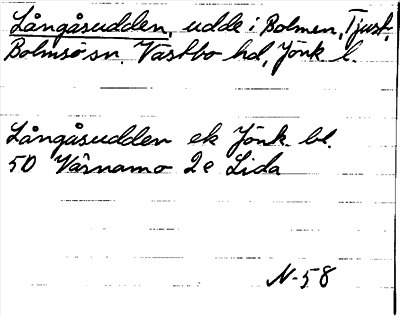 Långåsudden, udde i Bolmen, Tjust,
Bolmsö sn, Västbo hd, Jönk l.
Långåsudden ek Jönk. bl.
50 Värnamo 2e Lida
N-58